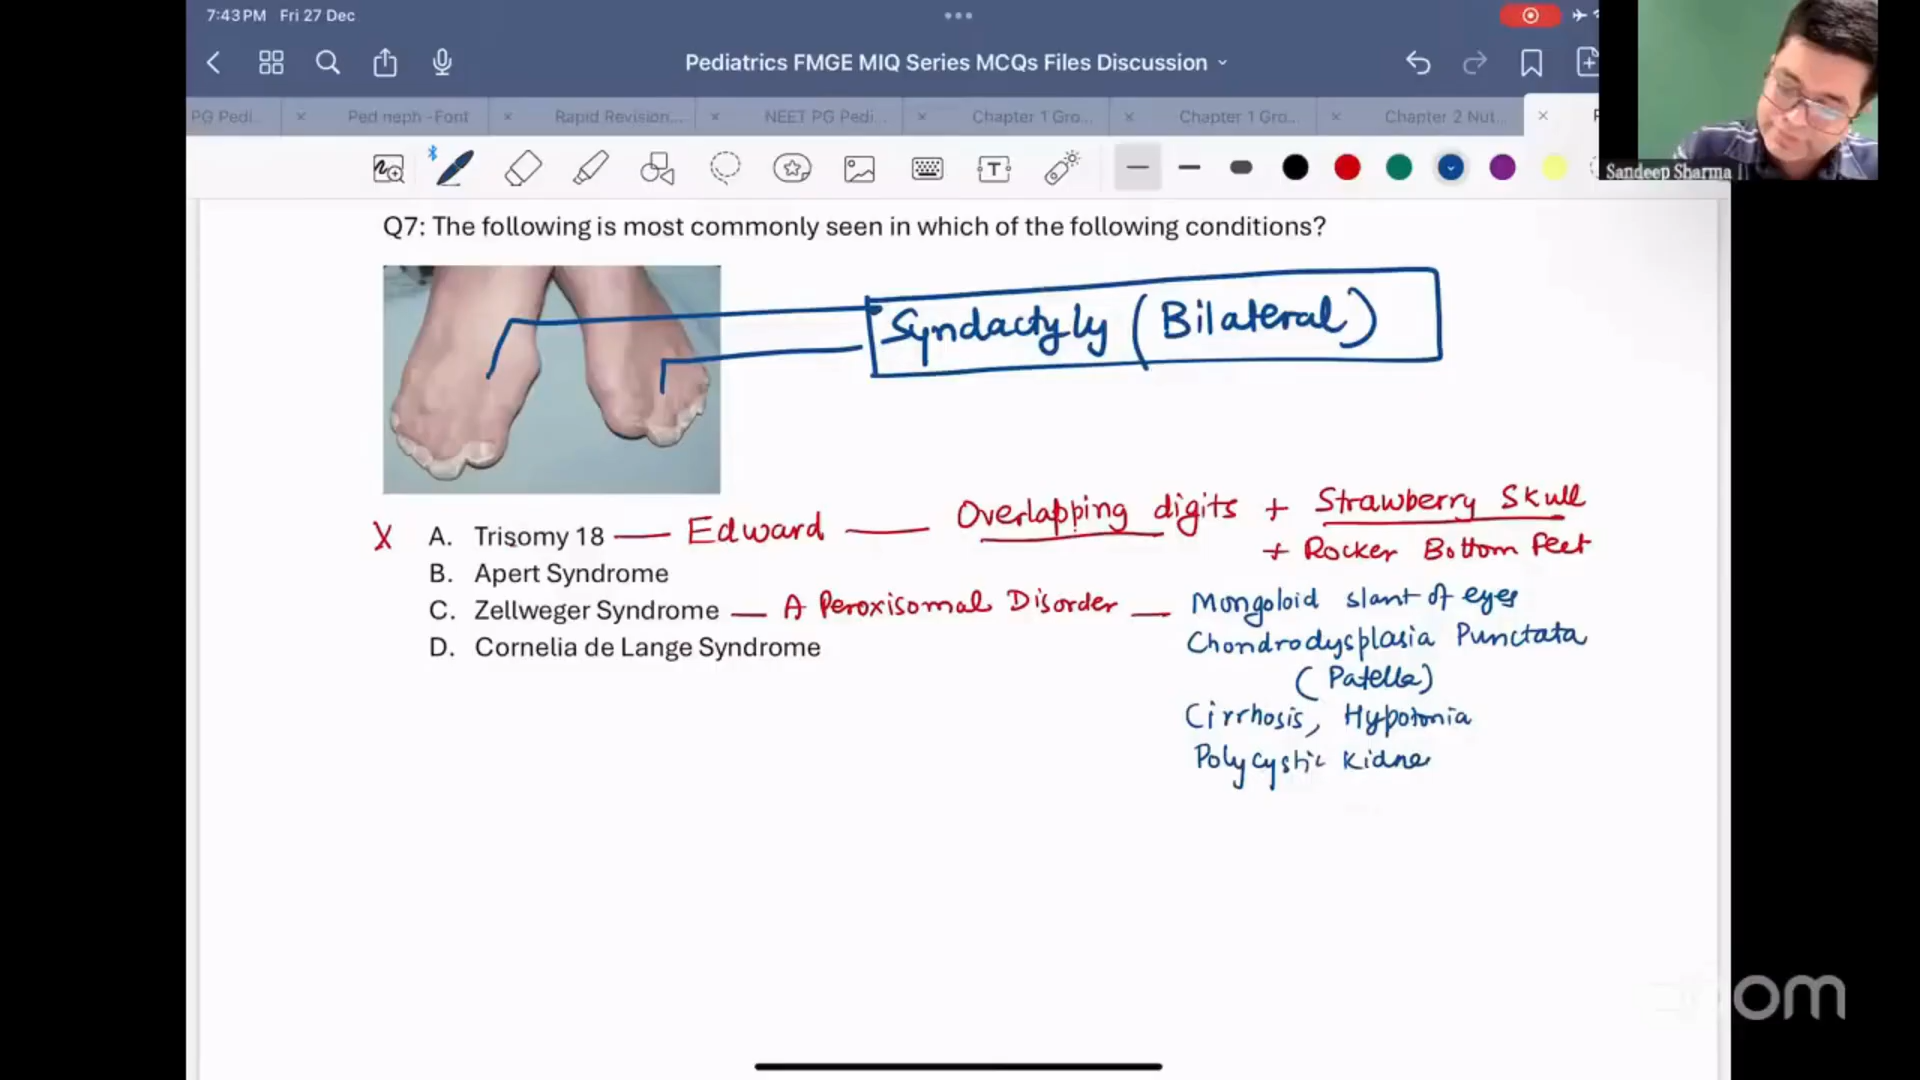 7:43 PM Fri 27 Dec
Pediatrics FMGE MIQ Series MCQs Files Discussion
PG Pedi. Ped neph -Font Rapid Revision... NEET PG Pedi... Chapter 1 Gro... Chapter 1 Gro... Chapter 2 Nut...
Sandeep Sharma
Q7: The following is most commonly seen in which of the following conditions?
Syndactyly (Bilateral)
X A. Trisomy 18 — Edward — Overlapping digits + Strawberry Skull
+ Rocker Bottom feet
B. Apert Syndrome
C. Zellweger Syndrome — A Peroxisomal Disorder — Mongoloid slant of eyes
Chondrodysplasia Punctata
(Patella)
D. Cornelia de Lange Syndrome
Cirrhosis, Hypotonia
Polycystic Kidne
om